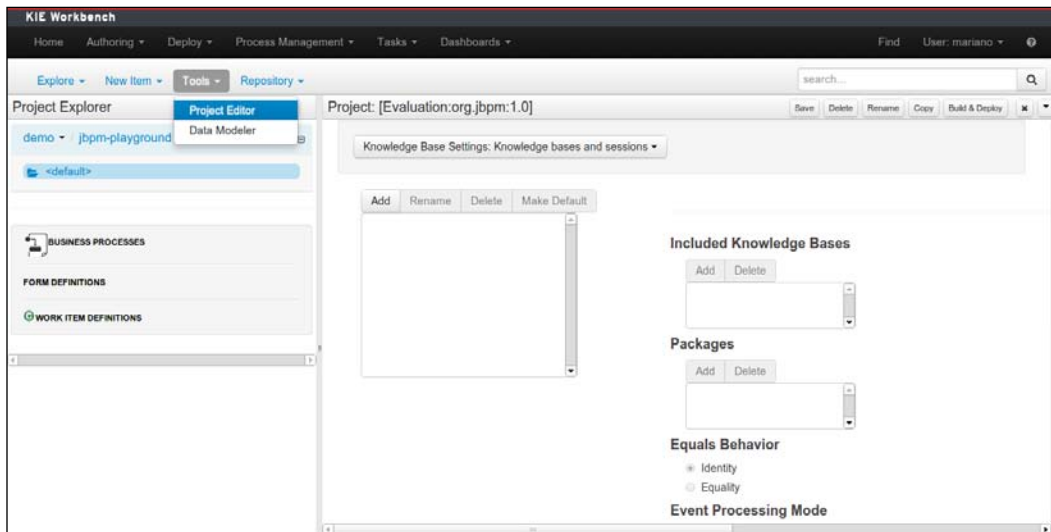 KIE Workbench
Home Authoring Deploy Process Management Tasks Dashboards Find User: mariano
Explore New Item Tools Repository search...
Project Editor
Data Modeler
Project Explorer
demo jbpm-playground
<default>
BUSINESS PROCESSES
FORM DEFINITIONS
WORK ITEM DEFINITIONS
Project: [Evaluation:org.jbpm:1.0] Save Delete Rename Copy Build & Deploy
Knowledge Base Settings: Knowledge bases and sessions
Add Rename Delete Make Default
Included Knowledge Bases
Add Delete
Packages
Add Delete
Equals Behavior
Identity
Equality
Event Processing Mode